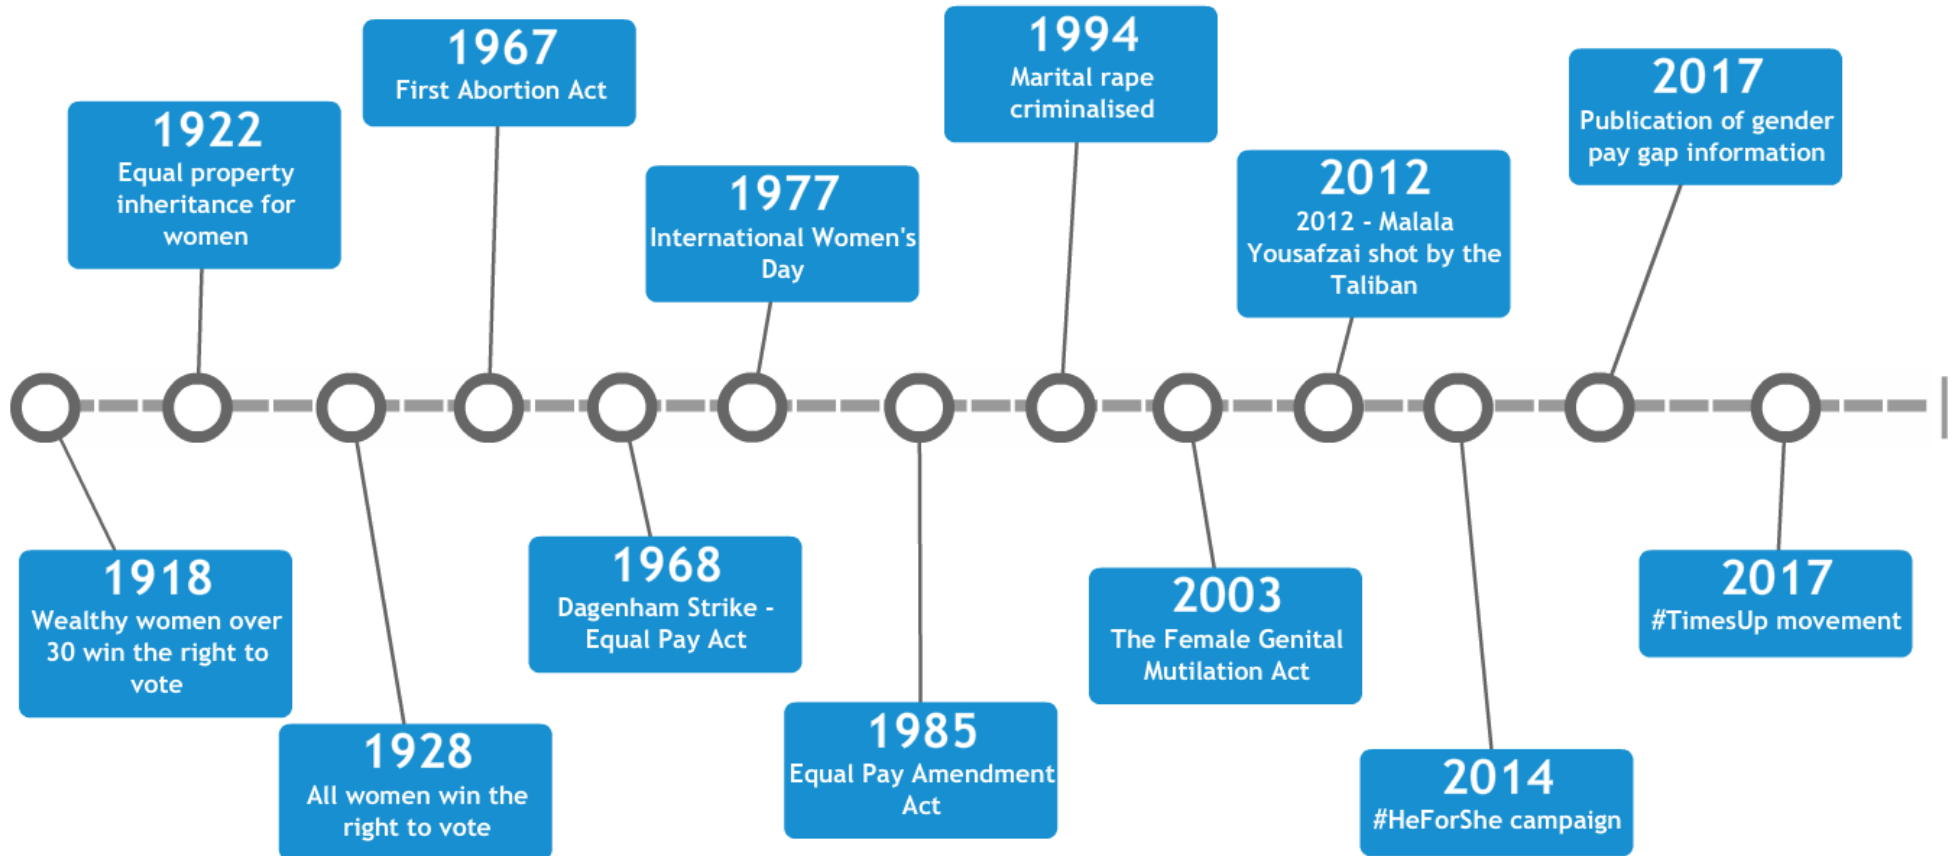 1918
Wealthy women over
30 win the right to
vote
1922
Equal property
inheritance for
women
1928
All women win the
right to vote
1967
First Abortion Act
1968
Dagenham Strike -
Equal Pay Act
1977
International Women's
Day
1985
Equal Pay Amendment
Act
1994
Marital rape
criminalised
2003
The Female Genital
Mutilation Act
2012
2012 - Malala
Yousafzai shot by the
Taliban
2014
#HeForShe campaign
2017
Publication of gender
pay gap information
2017
#TimesUp movement